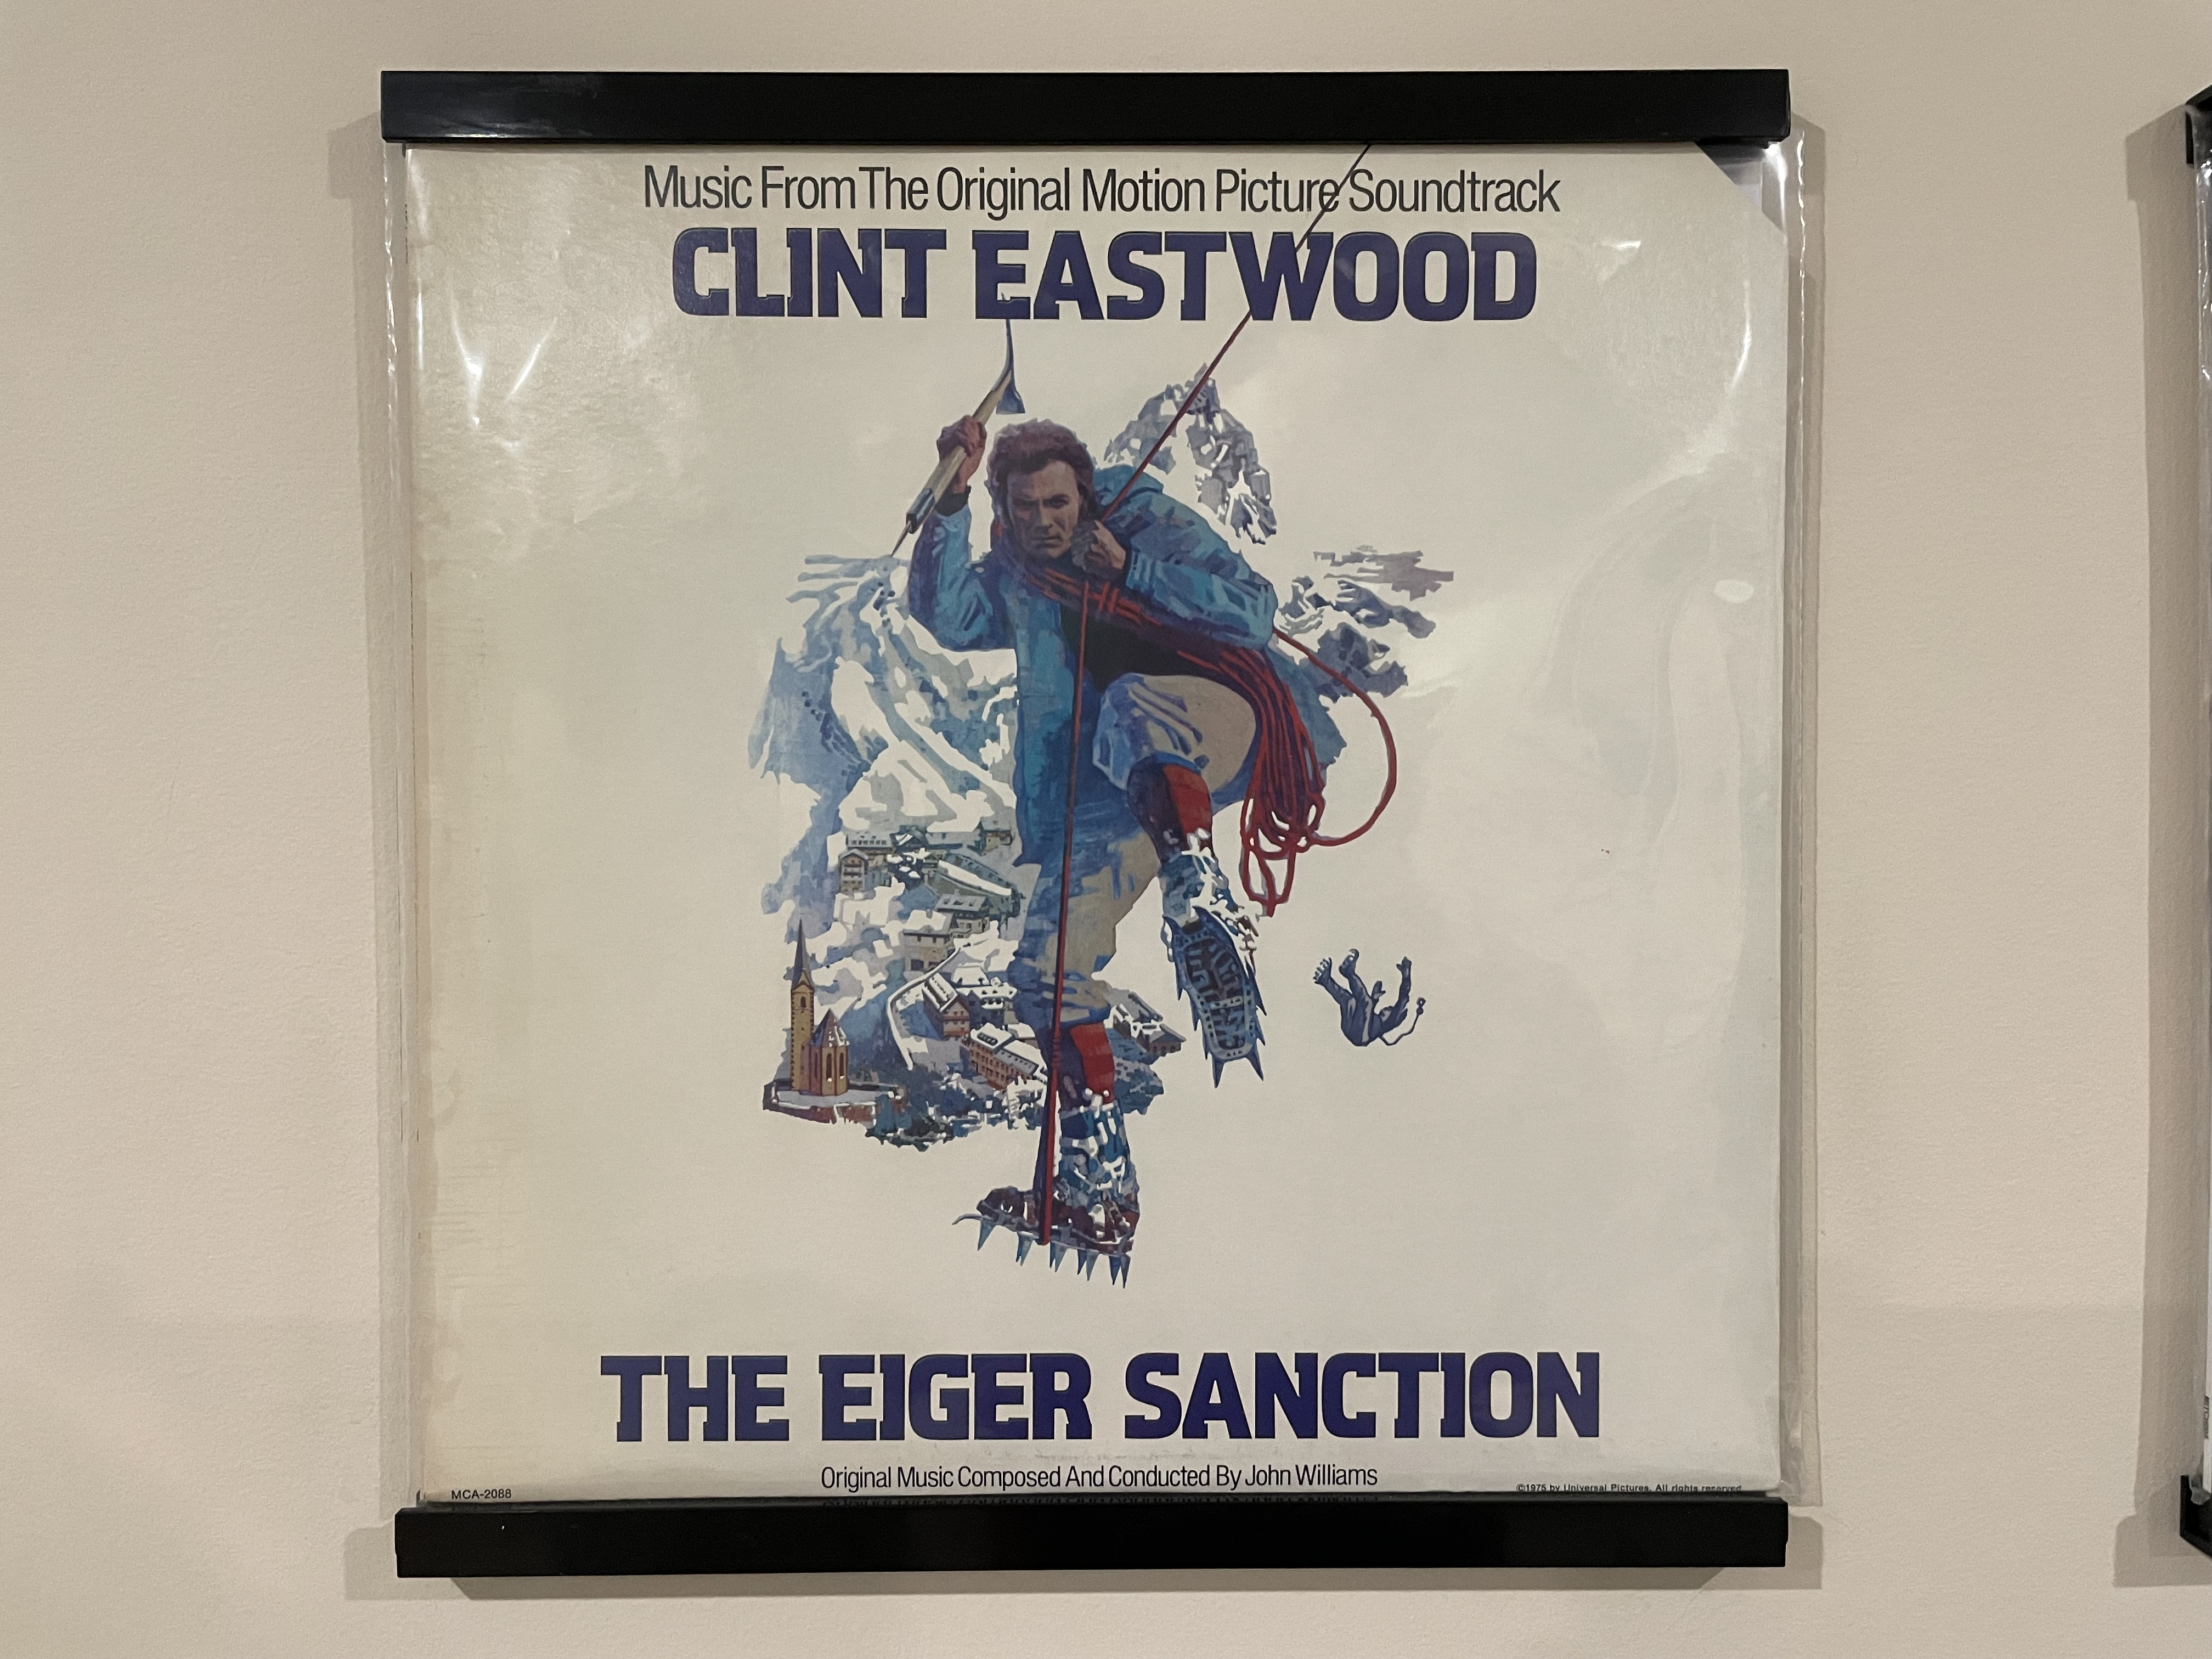 Music From The Original Motion Picture Soundtrack
CLINT EASTWOOD
THE EIGER SANCTION
Original Music Composed And Conducted By John Williams
MCA-2088
©1975 by Universal Pictures. All rights reserved.